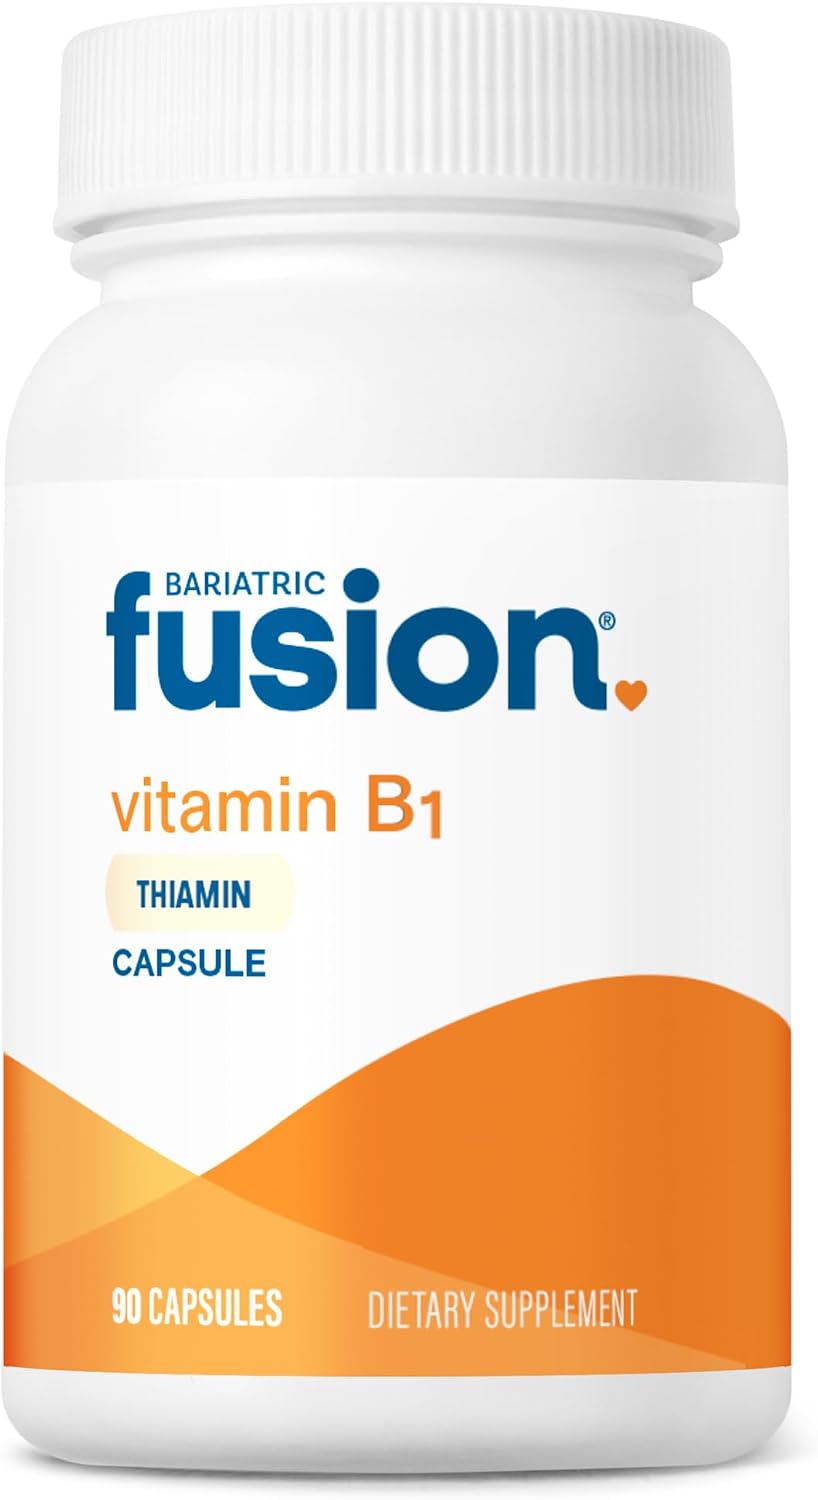 BARIATRIC
fusion®
vitamin B1
THIAMIN
CAPSULE
90 CAPSULES DIETARY SUPPLEMENT